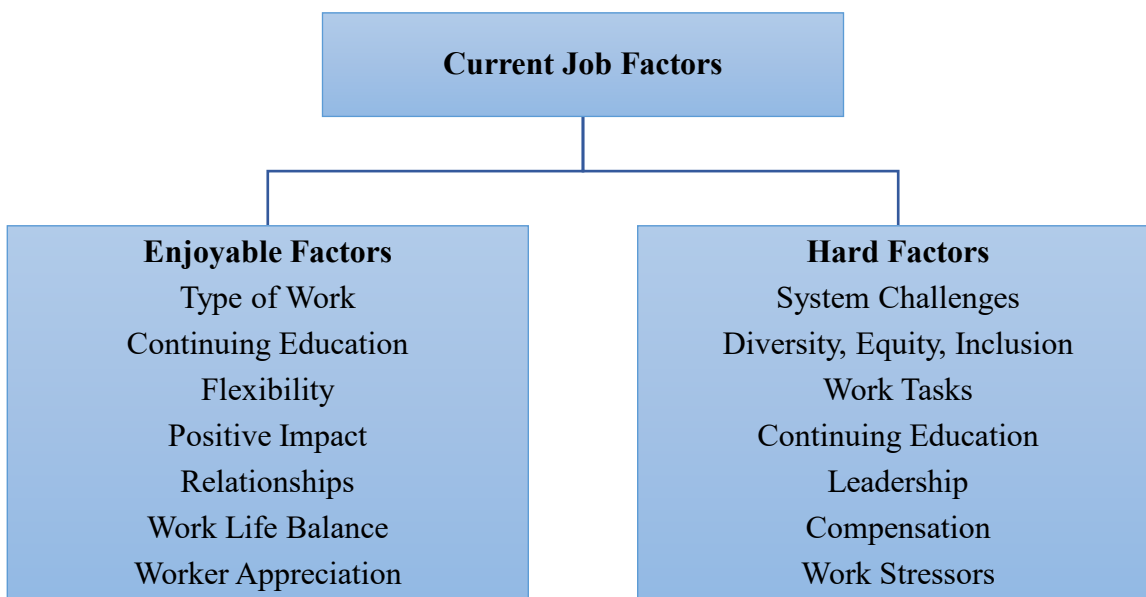 Current Job Factors
Enjoyable Factors
Type of Work
Continuing Education
Flexibility
Positive Impact
Relationships
Work Life Balance
Worker Appreciation
Hard Factors
System Challenges
Diversity, Equity, Inclusion
Work Tasks
Continuing Education
Leadership
Compensation
Work Stressors